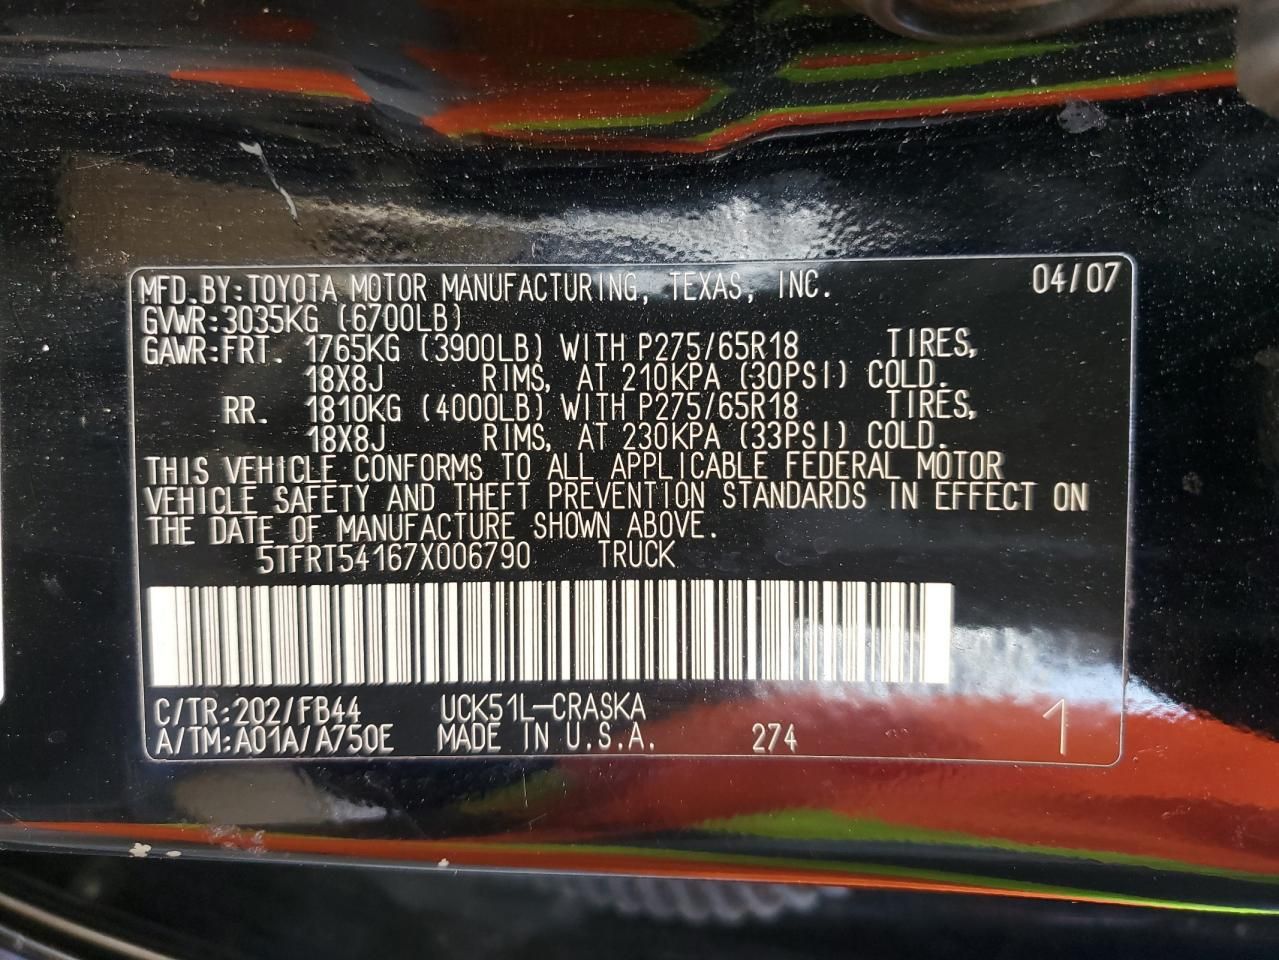 MFD.BY:TOYOTA MOTOR MANUFACTURING, TEXAS, INC. 04/07
GVWR:3035KG (6700LB)
GAWR:FRT. 1765KG (3900LB) WITH P275/65R18 TIRES,
18X8J RIMS, AT 210KPA (30PSI) COLD.
RR. 1810KG (4000LB) WITH P275/65R18 TIRES,
18X8J RIMS, AT 230KPA (33PSI) COLD.
THIS VEHICLE CONFORMS TO ALL APPLICABLE FEDERAL MOTOR
VEHICLE SAFETY AND THEFT PREVENTION STANDARDS IN EFFECT ON
THE DATE OF MANUFACTURE SHOWN ABOVE.
5TFRT54167X006790 TRUCK
C/TR:202/FB44 UCK51L-CRASKA
A/TM:A01A/A750E MADE IN U.S.A. 274 1